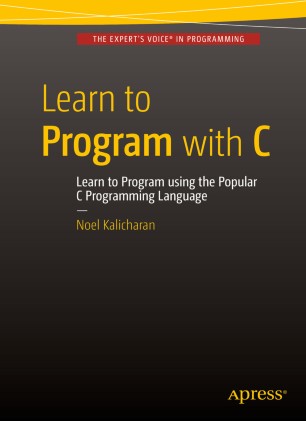 THE EXPERT'S VOICE® IN PROGRAMMING
Learn to
Program with C
Learn to Program using the Popular
C Programming Language
Noel Kalicharan
Apress®